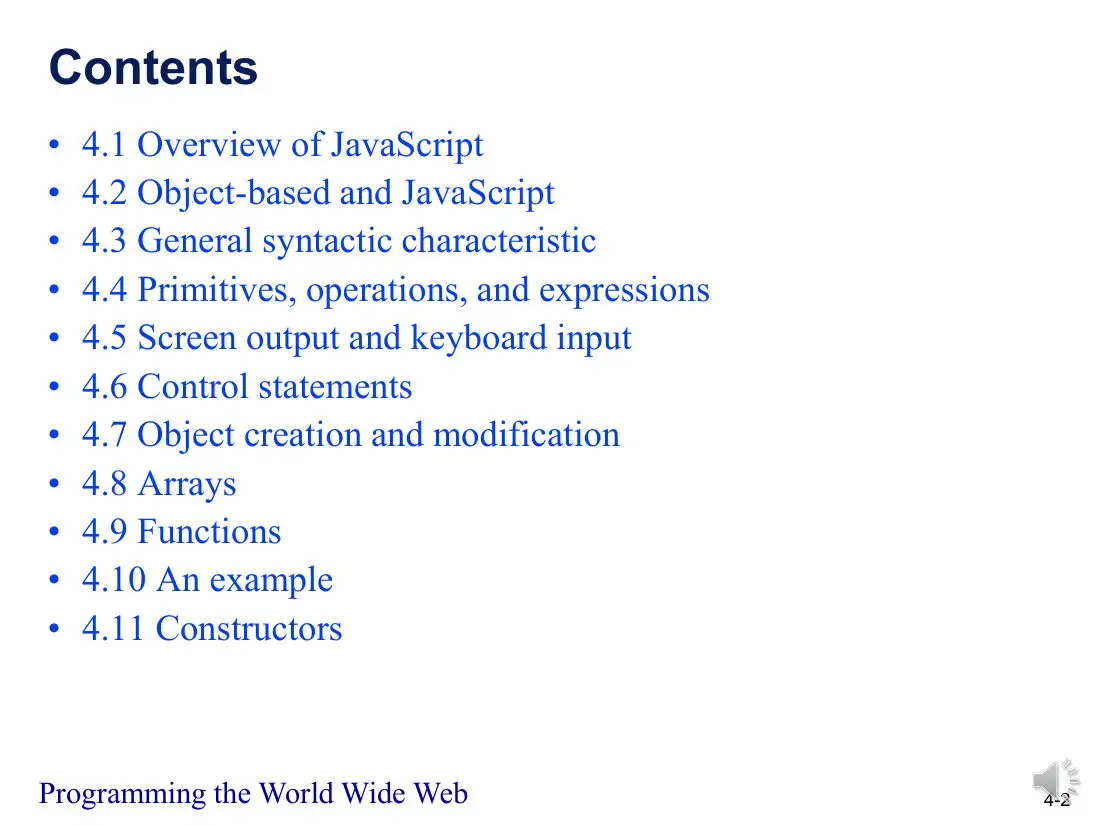 Contents
• 4.1 Overview of JavaScript
• 4.2 Object-based and JavaScript
• 4.3 General syntactic characteristic
• 4.4 Primitives, operations, and expressions
• 4.5 Screen output and keyboard input
• 4.6 Control statements
• 4.7 Object creation and modification
• 4.8 Arrays
• 4.9 Functions
• 4.10 An example
• 4.11 Constructors
Programming the World Wide Web
4-2